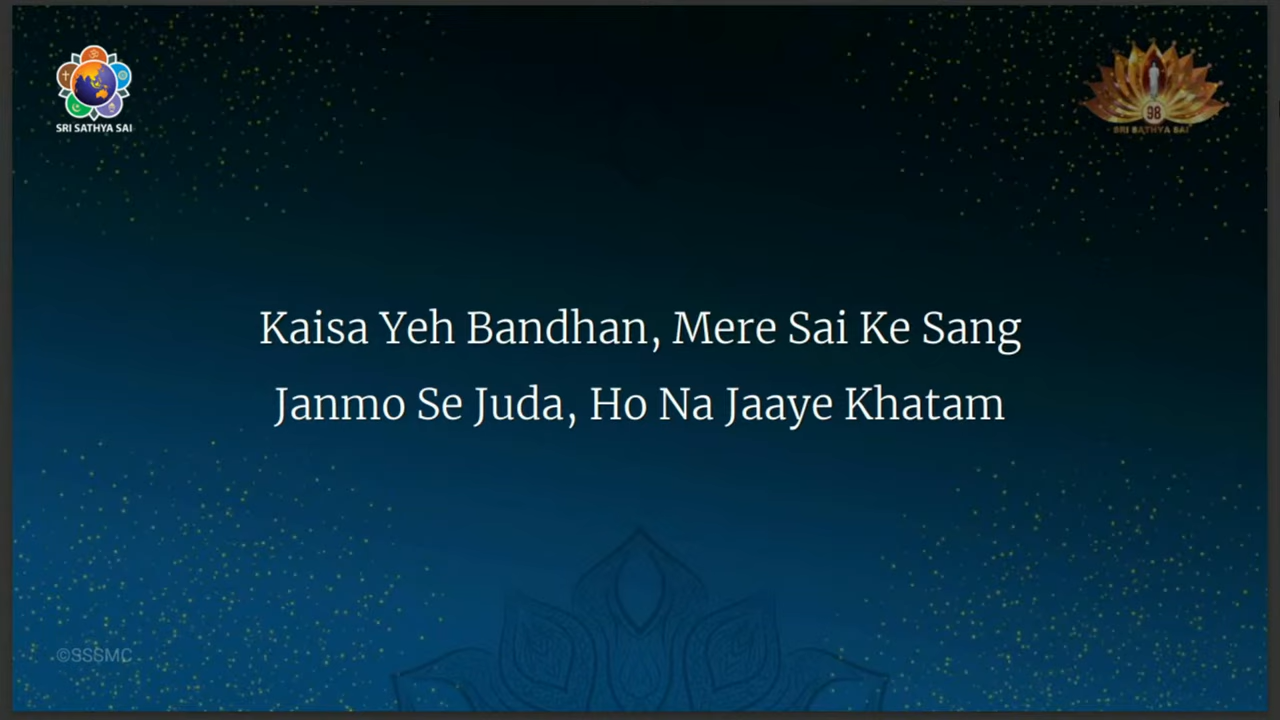 SRI SATHYA SAI
98
SRI SATHYA SAI
Kaisa Yeh Bandhan, Mere Sai Ke Sang
Janmo Se Juda, Ho Na Jaaye Khatam
©SSSMC